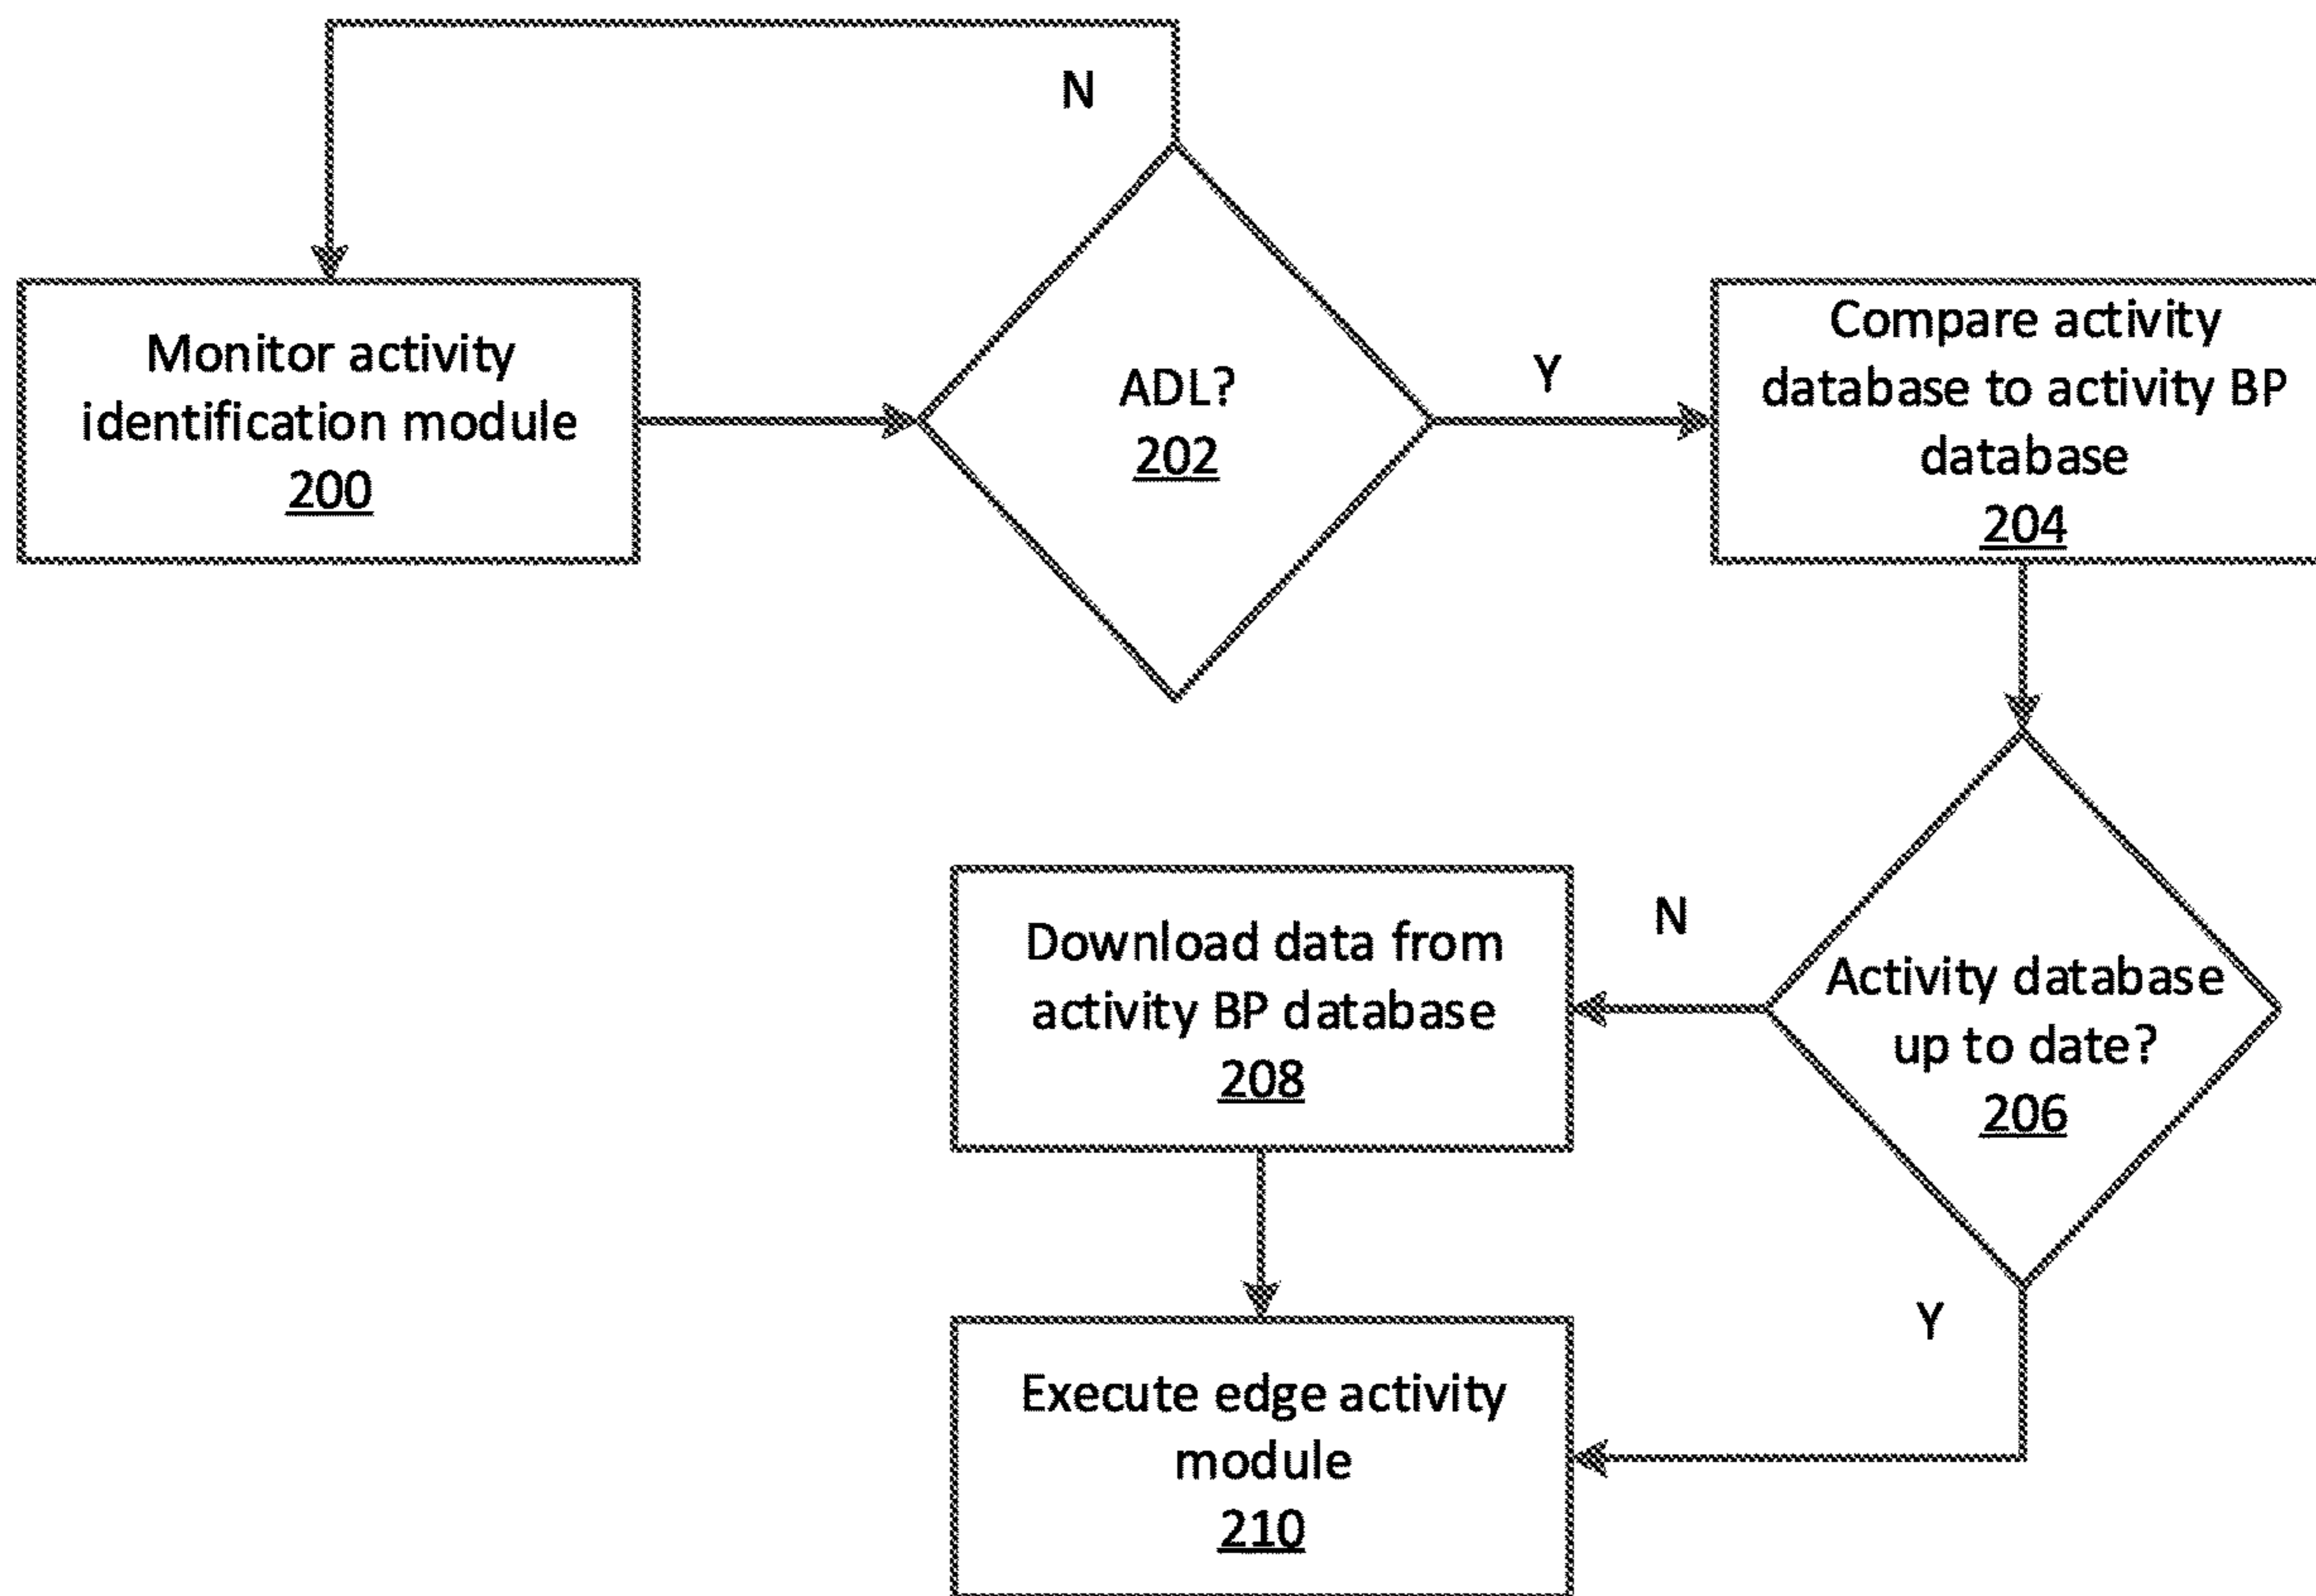 N
Monitor activity
identification module
200
ADL?
202
Y
Compare activity
database to activity BP
database
204
Activity database
up to date?
206
N
Download data from
activity BP database
208
Y
Execute edge activity
module
210